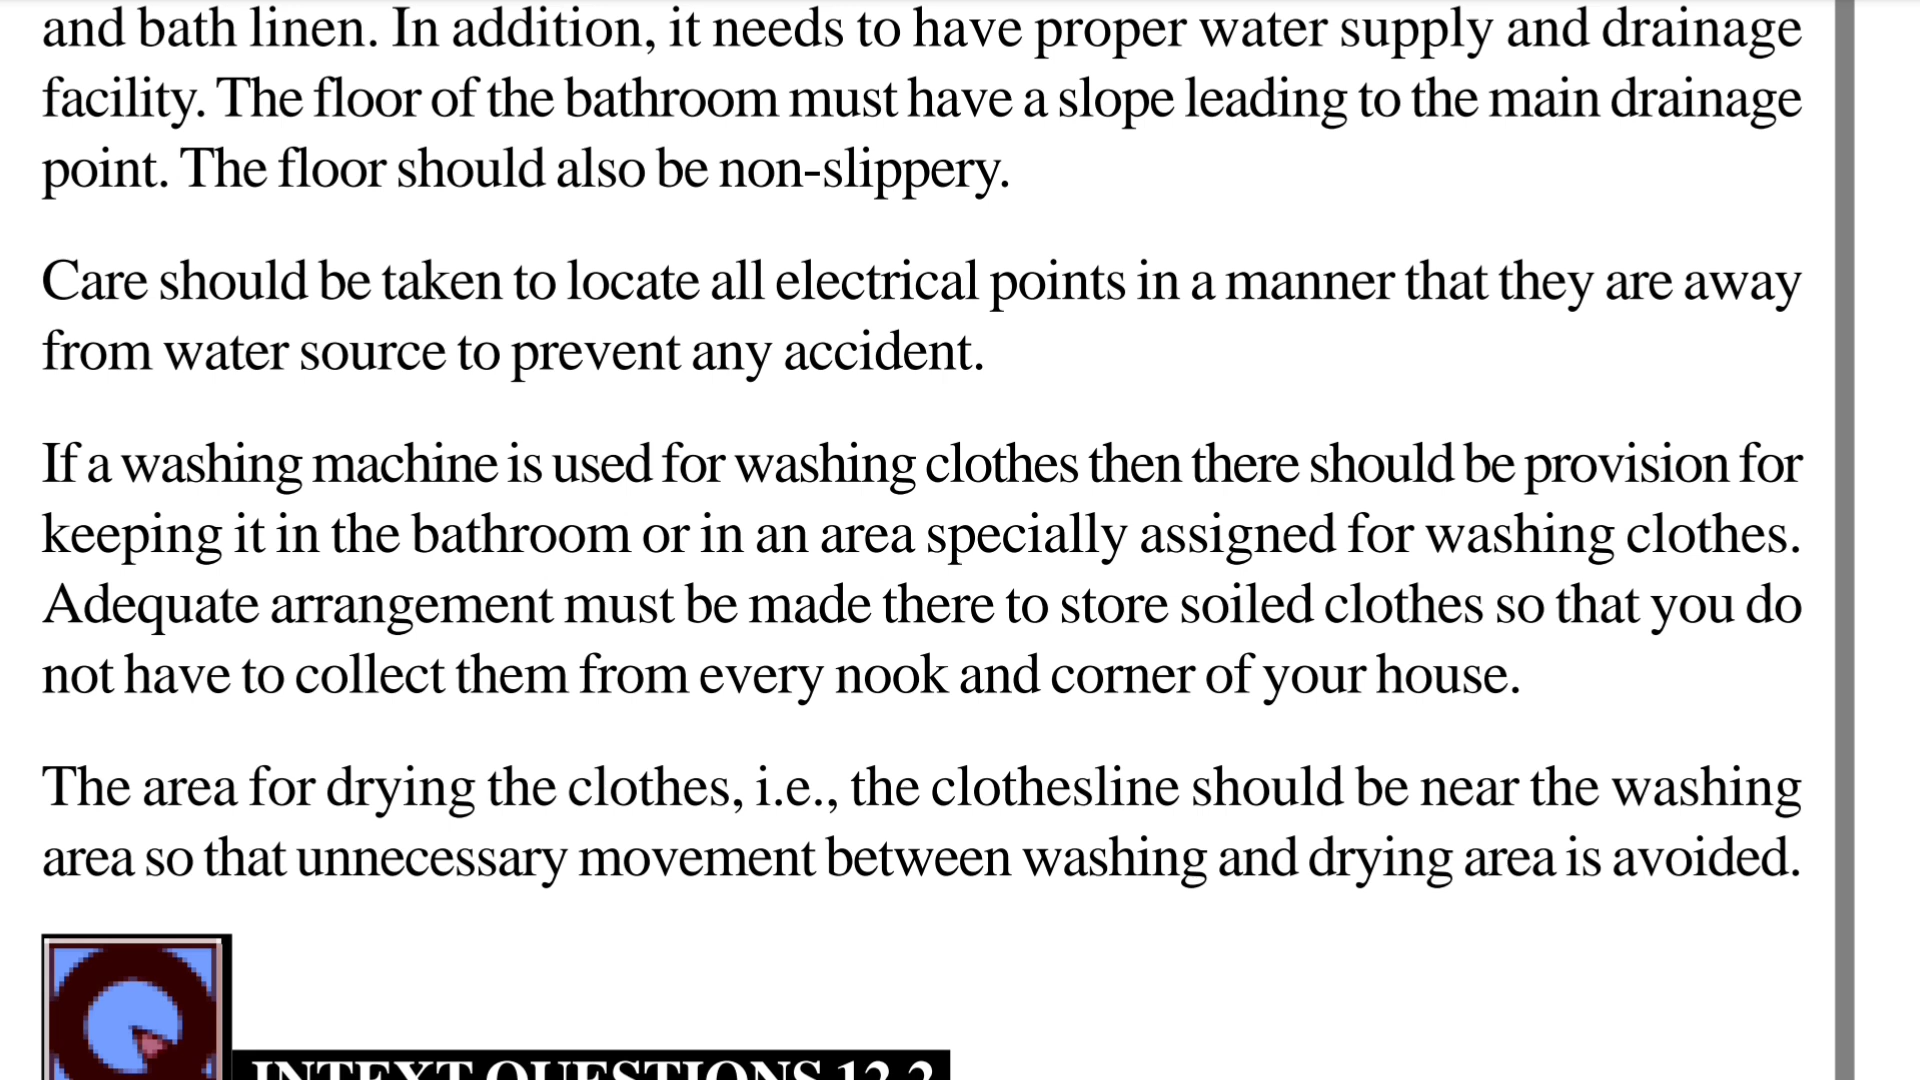 and bath linen. In addition, it needs to have proper water supply and drainage
facility. The floor of the bathroom must have a slope leading to the main drainage
point. The floor should also be non-slippery.
Care should be taken to locate all electrical points in a manner that they are away
from water source to prevent any accident.
If a washing machine is used for washing clothes then there should be provision for
keeping it in the bathroom or in an area specially assigned for washing clothes.
Adequate arrangement must be made there to store soiled clothes so that you do
not have to collect them from every nook and corner of your house.
The area for drying the clothes, i.e., the clothesline should be near the washing
area so that unnecessary movement between washing and drying area is avoided.
INTEXT QUESTIONS 12.2